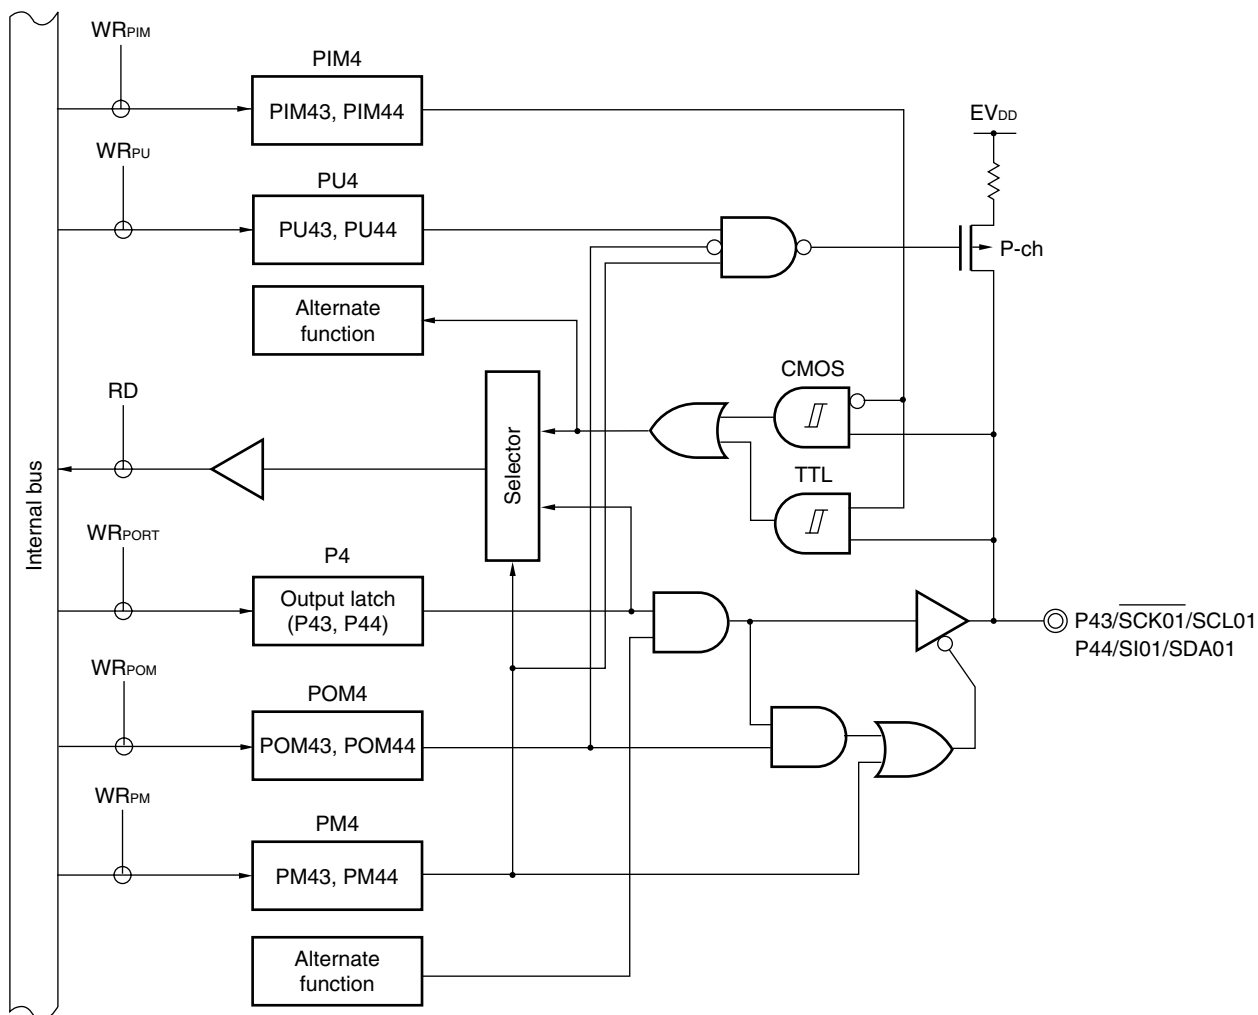 WRPIM
PIM4
PIM43, PIM44
EVDD
WRPU
PU4
PU43, PU44
P-ch
Alternate
function
CMOS
RD
Selector
TTL
Internal bus
WRPORT
P4
Output latch
(P43, P44)
P43/SCK01/SCL01
P44/SI01/SDA01
WRPOM
POM4
POM43, POM44
WRPM
PM4
PM43, PM44
Alternate
function